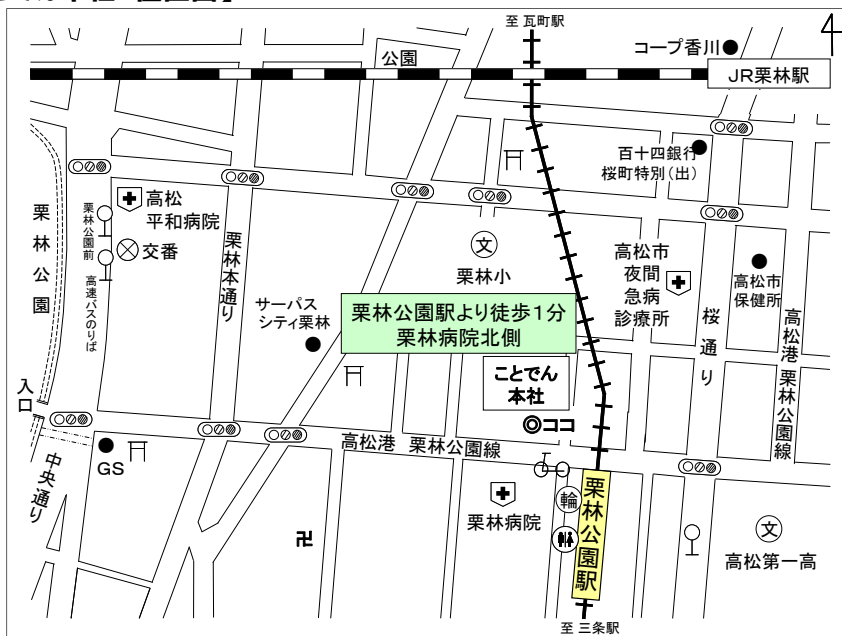 至 瓦町駅
コープ香川
公園
JR栗林駅
百十四銀行
桜町特別(出)
高松
平和病院
栗林公園
栗林公園前
交番
高速バスのりば
栗林本通り
文
栗林小
高松市
夜間
急病
診療所
高松市
保健所
サーパス
シティ栗林
栗林公園駅より徒歩1分
栗林病院北側
桜通り
高松港 栗林公園線
ことでん
本社
ココ
入口
高松港 栗林公園線
GS
中央通り
栗林病院
輪
栗林公園駅
文
高松第一高
至 三条駅